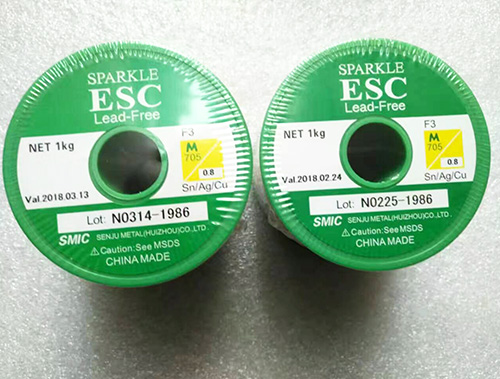 SPARKLE
ESC
Lead-Free
F3
NET 1kg
M
705
0.8
Val.2018.03.13
Sn/Ag/Cu
Lot: N0314-1986
SMIC SENJU METAL(HUIZHOU)CO.,LTD.
⚠Caution:See MSDS
CHINA MADE
SPARKLE
ESC
Lead-Free
F3
NET 1kg
M
705
0.8
Val.2018.02.24
Sn/Ag/Cu
Lot: N0225-1986
SMIC SENJU METAL(HUIZHOU)CO.,LTD.
⚠Caution:See MSDS
CHINA MADE